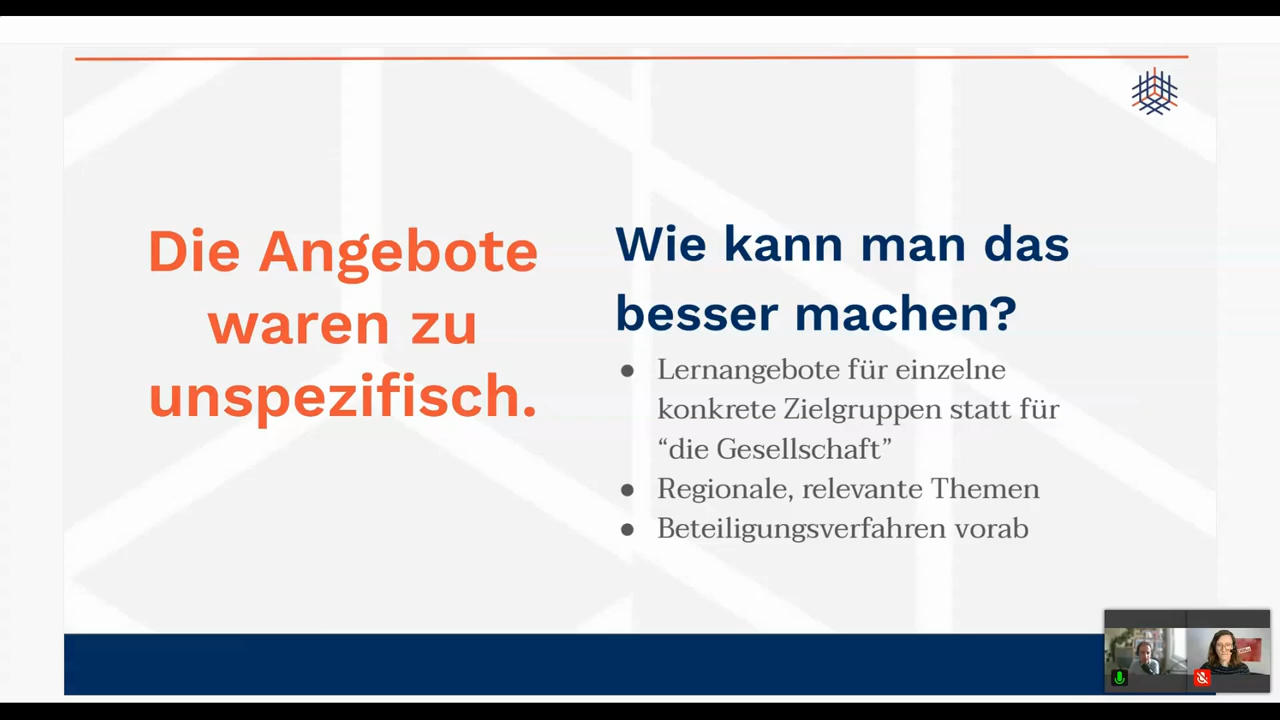 Die Angebote
waren zu
unspezifisch.
Wie kann man das
besser machen?
● Lernangebote für einzelne
konkrete Zielgruppen statt für
“die Gesellschaft”
● Regionale, relevante Themen
● Beteiligungsverfahren vorab